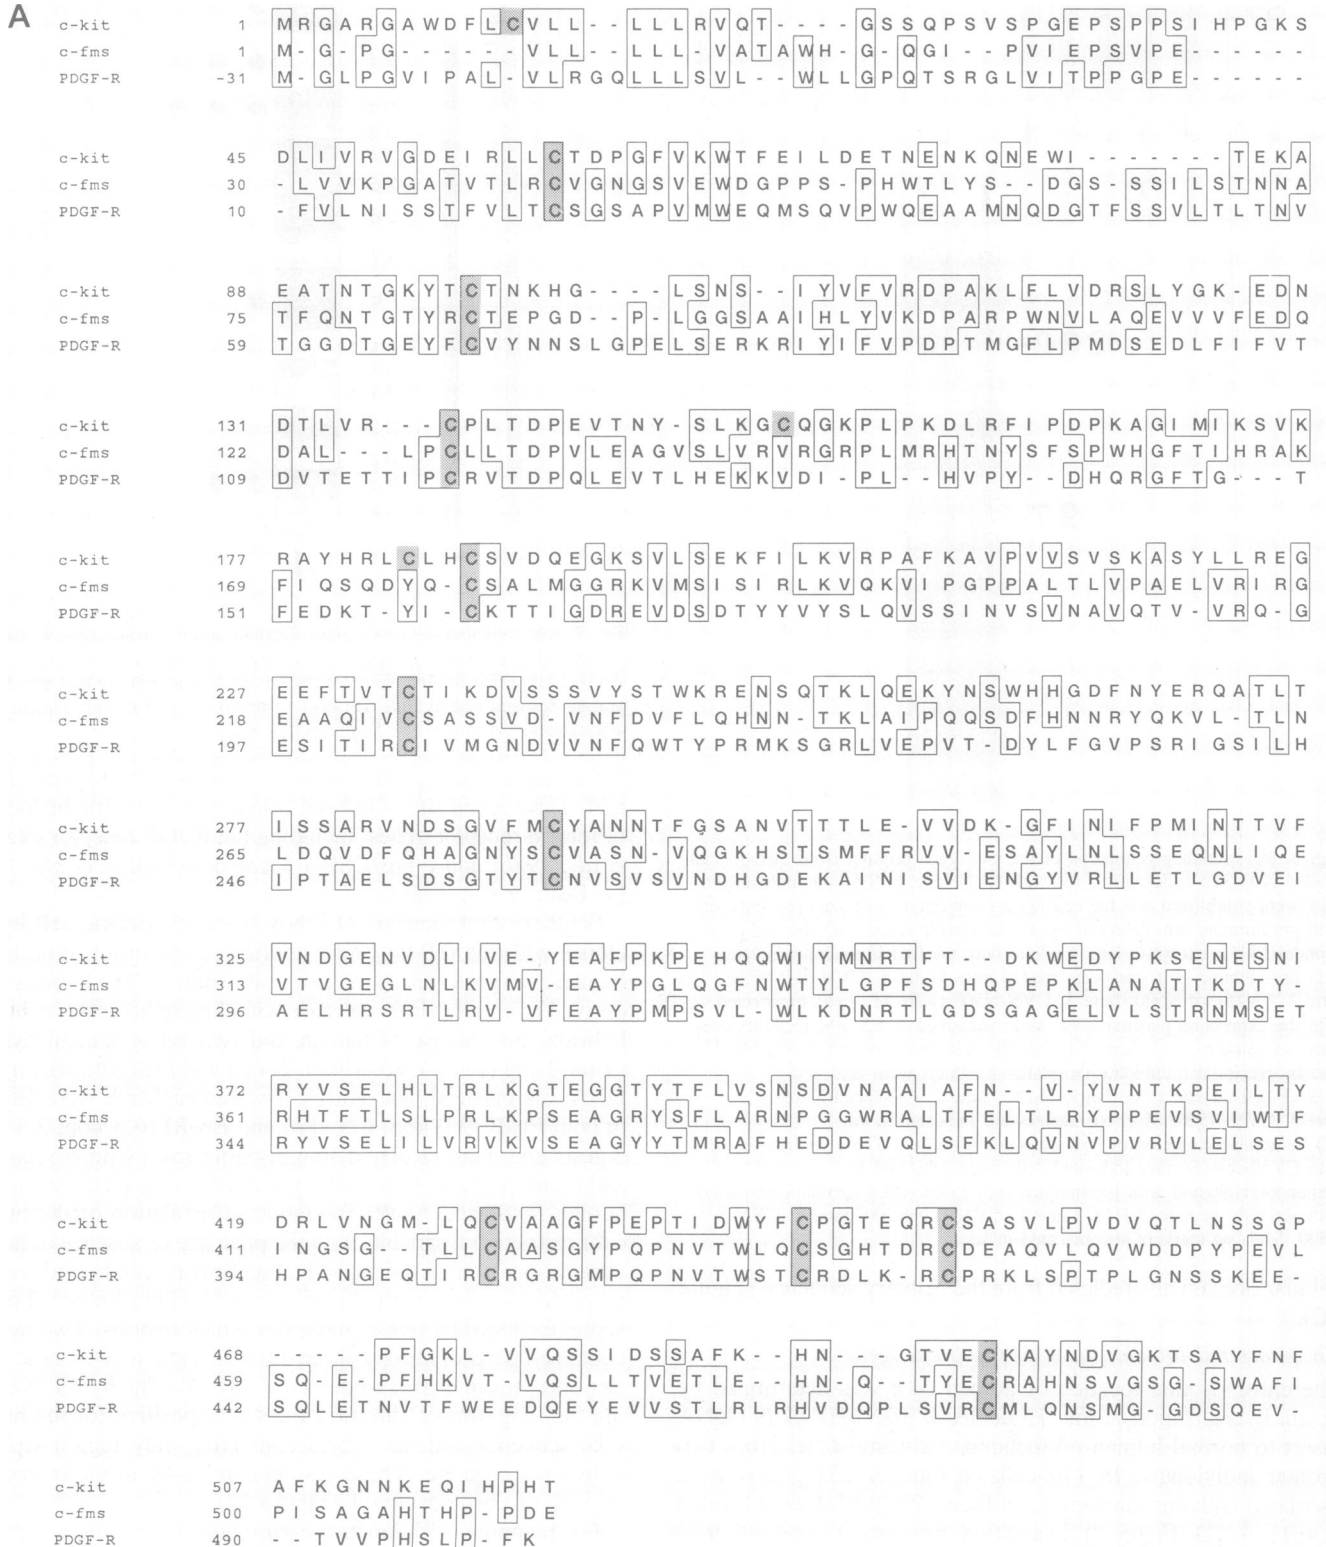 A
c-kit 1 M R G A R G A W D F L C V L L - - L L L R V Q T - - - - G S S Q P S V S P G E P S P P S I H P G K S
c-fms 1 M - G - P G - - - - - - V L L - - L L L - V A T A W H - G - Q G I - - P V I E P S V P E - - - - - -
PDGF-R -31 M - G L P G V I P A L - V L R G Q L L L S V L - - W L L G P Q T S R G L V I T P P G P E - - - - - -
c-kit 45 D L I V R V G D E I R L L C T D P G F V K W T F E I L D E T N E N K Q N E W I - - - - - - - T E K A
c-fms 30 - L V V K P G A T V T L R C V G N G S V E W D G P P S - P H W T L Y S - - D G S - S S I L S T N N A
PDGF-R 10 - F V L N I S S T F V L T C S G S A P V M W E Q M S Q V P W Q E A A M N Q D G T F S S V L T L T N V
c-kit 88 E A T N T G K Y T C T N K H G - - - - L S N S - - I Y V F V R D P A K L F L V D R S L Y G K - E D N
c-fms 75 T F Q N T G T Y R C T E P G D - - P - L G G S A A I H L Y V K D P A R P W N V L A Q E V V V F E D Q
PDGF-R 59 T G G D T G E Y F C V Y N N S L G P E L S E R K R I Y I F V P D P T M G F L P M D S E D L F I F V T
c-kit 131 D T L V R - - - C P L T D P E V T N Y - S L K G C Q G K P L P K D L R F I P D P K A G I M I K S V K
c-fms 122 D A L - - - L P C L L T D P V L E A G V S L V R V R G R P L M R H T N Y S F S P W H G F T I H R A K
PDGF-R 109 D V T E T T I P C R V T D P Q L E V T L H E K K V D I - P L - - H V P Y - - D H Q R G F T G - - - T
c-kit 177 R A Y H R L C L H C S V D Q E G K S V L S E K F I L K V R P A F K A V P V V S V S K A S Y L L R E G
c-fms 169 F I Q S Q D Y Q - C S A L M G G R K V M S I S I R L K V Q K V I P G P P A L T L V P A E L V R I R G
PDGF-R 151 F E D K T - Y I - C K T T I G D R E V D S D T Y Y V Y S L Q V S S I N V S V N A V Q T V - V R Q - G
c-kit 227 E E F T V T C T I K D V S S S V Y S T W K R E N S Q T K L Q E K Y N S W H H G D F N Y E R Q A T L T
c-fms 218 E A A Q I V C S A S S V D - V N F D V F L Q H N N - T K L A I P Q Q S D F H N N R Y Q K V L - T L N
PDGF-R 197 E S I T I R C I V M G N D V V N F Q W T Y P R M K S G R L V E P V T - D Y L F G V P S R I G S I L H
c-kit 277 I S S A R V N D S G V F M C Y A N N T F Q S A N V T T T L E - V V D K - G F I N I F P M I N T T V F
c-fms 265 L D Q V D F Q H A G N Y S C V A S N - V Q G K H S T S M F F R V V - E S A Y L N L S S E Q N L I Q E
PDGF-R 246 I P T A E L S D S G T Y T C N V S V S V N D H G D E K A I N I S V I E N G Y V R L L E T L G D V E I
c-kit 325 V N D G E N V D L I V E - Y E A F P K P E H Q Q W I Y M N R T F T - - D K W E D Y P K S E N E S N I
c-fms 313 V T V G E G L N L K V M V - E A Y P G L Q G F N W T Y L G P F S D H Q P E P K L A N A T T K D T Y -
PDGF-R 296 A E L H R S R T L R V - V F E A Y P M P S V L - W L K D N R T L G D S G A G E L V L S T R N M S E T
c-kit 372 R Y V S E L H L T R L K G T E G G T Y T F L V S N S D V N A A I A F N - - V - Y V N T K P E I L T Y
c-fms 361 R H T F T L S L P R L K P S E A G R Y S F L A R N P G G W R A L T F E L T L - R Y P P E V S V I W T F
PDGF-R 344 R Y V S E L I L V R V K V S E A G Y Y T M R A F H E D D E V Q L S F K L Q V N V P V R V L E L S E S
c-kit 419 D R L V N G M - L Q C V A A G F P E P T I D W Y F C P G T E Q R C S A S V L P V D V Q T L N S S G P
c-fms 411 I N G S G - - T L L C A A S G Y P Q P N V T W L Q C S G H T D R C D E A Q V L Q V W D D P Y P E V L
PDGF-R 394 H P A N G E Q T I R C R G R G M P Q P N V T W S T C R D L K - R C P R K L S P T P L G N S S K E E -
c-kit 468 - - - - - P F G K L - V V Q S S I D S S A F K - - H N - - - G T V E C K A Y N D V G K T S A Y F N F
c-fms 459 S Q - E - P F H K V T - V Q S L L T V E T L E - - H N - Q - - T Y E C R A H N S V G S G - S W A F I
PDGF-R 442 S Q L E T N V T F W E E D Q E Y E V V S T L R L R H V D Q P L S V R C M L Q N S M G - G D S Q E V -
c-kit 507 A F K G N N K E Q I - H P H T
c-fms 500 P I S A G A H T H P - P D E
PDGF-R 490 - - T V V P H S L P - F K